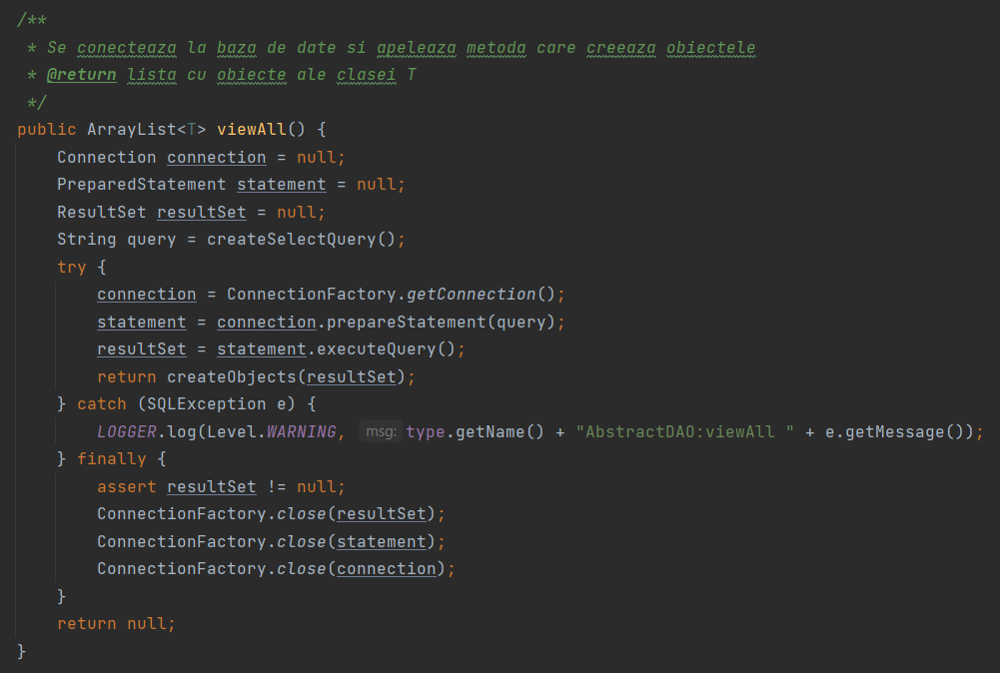 /**
 * Se conecteaza la baza de date si apeleaza metoda care creeaza obiectele
 * @return lista cu obiecte ale clasei T
 */
public ArrayList<T> viewAll() {
    Connection connection = null;
    PreparedStatement statement = null;
    ResultSet resultSet = null;
    String query = createSelectQuery();
    try {
        connection = ConnectionFactory.getConnection();
        statement = connection.prepareStatement(query);
        resultSet = statement.executeQuery();
        return createObjects(resultSet);
    } catch (SQLException e) {
        LOGGER.log(Level.WARNING, msg: type.getName() + "AbstractDAO:viewAll " + e.getMessage());
    } finally {
        assert resultSet != null;
        ConnectionFactory.close(resultSet);
        ConnectionFactory.close(statement);
        ConnectionFactory.close(connection);
    }
    return null;
}